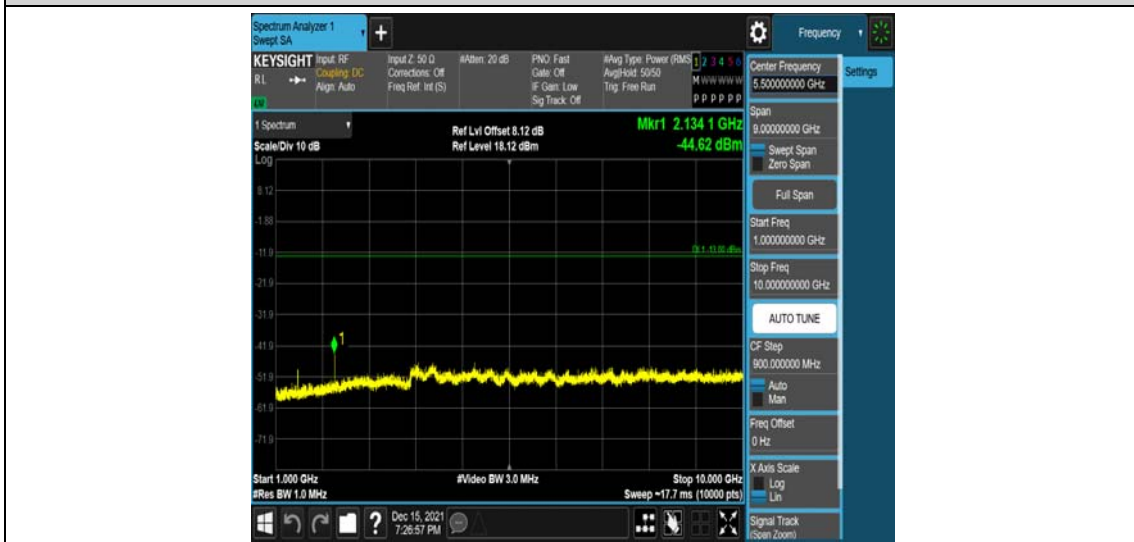 Spectrum Analyzer 1
Swept SA
+
Frequency
KEYSIGHT
RL
Input: RF
Coupling: DC
Align: Auto
Input Z: 50 Ω
Corrections: Off
Freq Ref: Int (S)
#Atten: 20 dB
PNO: Fast
Gate: Off
IF Gain: Low
Sig Track: Off
#Avg Type: Power (RMS
Avg|Hold: 50/50
Trig: Free Run
1 2 3 4 5 6
M W W W W W
P P P P P P
1 Spectrum
Scale/Div 10 dB
Log
Ref Lvl Offset 8.12 dB
Ref Level 18.12 dBm
Mkr1 2.134 1 GHz
-44.62 dBm
8.12
-1.88
-11.9
-21.9
-31.9
-41.9
-51.9
-61.9
-71.9
DL1 -13.00 dBm
1
Start 1.000 GHz
#Res BW 1.0 MHz
#Video BW 3.0 MHz
Stop 10.000 GHz
Sweep ~17.7 ms (10000 pts)
Dec 15, 2021
7:26:57 PM
?
Center Frequency
5.500000000 GHz
Settings
Span
9.00000000 GHz
Swept Span
Zero Span
Full Span
Start Freq
1.000000000 GHz
Stop Freq
10.000000000 GHz
AUTO TUNE
CF Step
900.000000 MHz
Auto
Man
Freq Offset
0 Hz
X Axis Scale
Log
Lin
Signal Track
(Span Zoom)